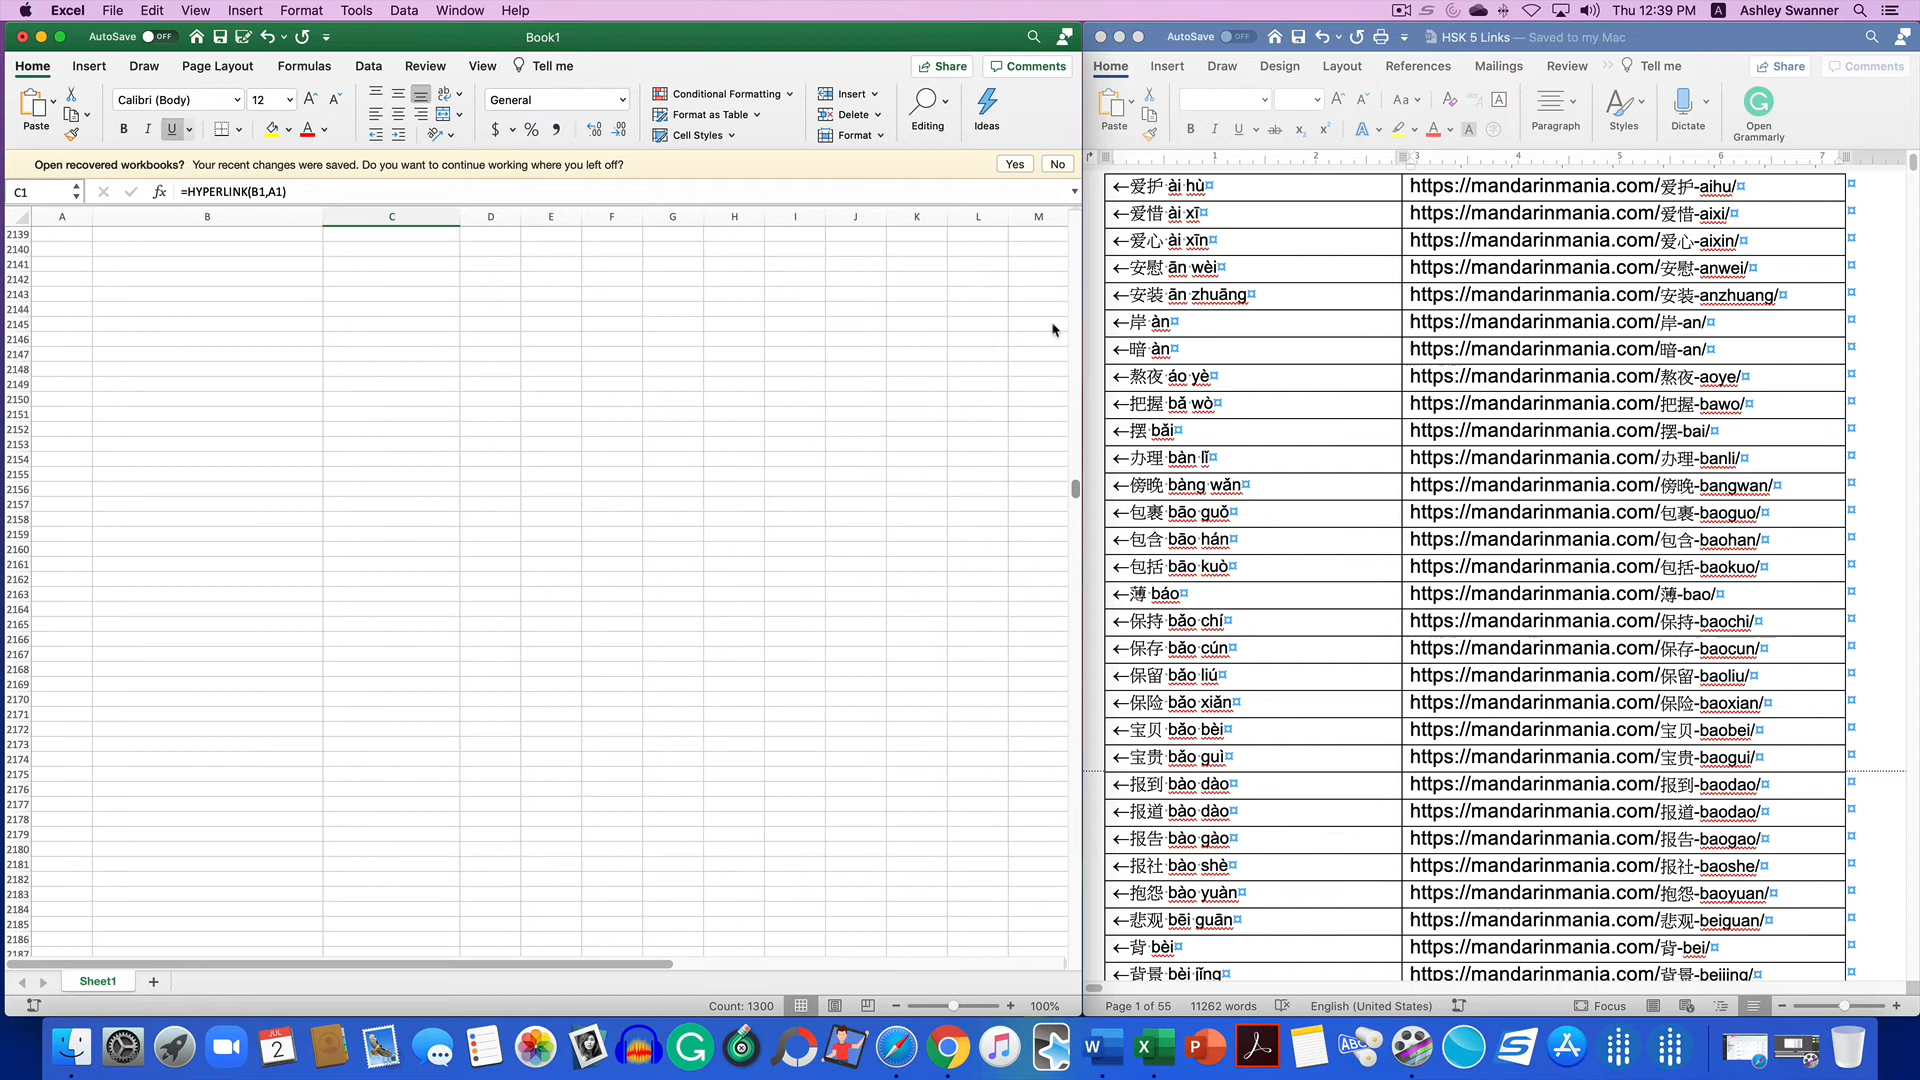 Excel File Edit View Insert Format Tools Data Window Help Thu 12:39 PM A Ashley Swanner
AutoSave OFF Book1
Home Insert Draw Page Layout Formulas Data Review View Tell me Share Comments
Paste Calibri (Body) 12 General Conditional Formatting Format as Table Cell Styles Insert Delete Format Editing Ideas
B I U $ %
Open recovered workbooks? Your recent changes were saved. Do you want to continue working where you left off? Yes No
C1 fx =HYPERLINK(B1,A1)
A B C D E F G H I J K L M
2139
2140
2141
2142
2143
2144
2145
2146
2147
2148
2149
2150
2151
2152
2153
2154
2155
2156
2157
2158
2159
2160
2161
2162
2163
2164
2165
2166
2167
2168
2169
2170
2171
2172
2173
2174
2175
2176
2177
2178
2179
2180
2181
2182
2183
2184
2185
2186
2187
Sheet1
Count: 1300 100%
AutoSave OFF HSK 5 Links — Saved to my Mac
Home Insert Draw Design Layout References Mailings Review Tell me Share Comments
Paste Paragraph Styles Dictate Open Grammarly
1 2 3 4 5 6 7
←爱护 ài hù https://mandarinmania.com/爱护-aihu/
←爱惜 ài xī https://mandarinmania.com/爱惜-aixi/
←爱心 ài xīn https://mandarinmania.com/爱心-aixin/
←安慰 ān wèi https://mandarinmania.com/安慰-anwei/
←安装 ān zhuāng https://mandarinmania.com/安装-anzhuang/
←岸 àn https://mandarinmania.com/岸-an/
←暗 àn https://mandarinmania.com/暗-an/
←熬夜 áo yè https://mandarinmania.com/熬夜-aoye/
←把握 bǎ wò https://mandarinmania.com/把握-bawo/
←摆 bǎi https://mandarinmania.com/摆-bai/
←办理 bàn lǐ https://mandarinmania.com/办理-banli/
←傍晚 bàng wǎn https://mandarinmania.com/傍晚-bangwan/
←包裹 bāo guǒ https://mandarinmania.com/包裹-baoguo/
←包含 bāo hán https://mandarinmania.com/包含-baohan/
←包括 bāo kuò https://mandarinmania.com/包括-baokuo/
←薄 báo https://mandarinmania.com/薄-bao/
←保持 bǎo chí https://mandarinmania.com/保持-baochi/
←保存 bǎo cún https://mandarinmania.com/保存-baocun/
←保留 bǎo liú https://mandarinmania.com/保留-baoliu/
←保险 bǎo xiǎn https://mandarinmania.com/保险-baoxian/
←宝贝 bǎo bèi https://mandarinmania.com/宝贝-baobei/
←宝贵 bǎo guì https://mandarinmania.com/宝贵-baogui/
←报到 bào dào https://mandarinmania.com/报到-baodao/
←报道 bào dào https://mandarinmania.com/报道-baodao/
←报告 bào gào https://mandarinmania.com/报告-baogao/
←报社 bào shè https://mandarinmania.com/报社-baoshe/
←抱怨 bào yuàn https://mandarinmania.com/抱怨-baoyuan/
←悲观 bēi guān https://mandarinmania.com/悲观-beiguan/
←背 bèi https://mandarinmania.com/背-bei/
←背景 bèi jǐng https://mandarinmania.com/背景-beijing/
Page 1 of 55 11262 words English (United States) Focus
JUL 2